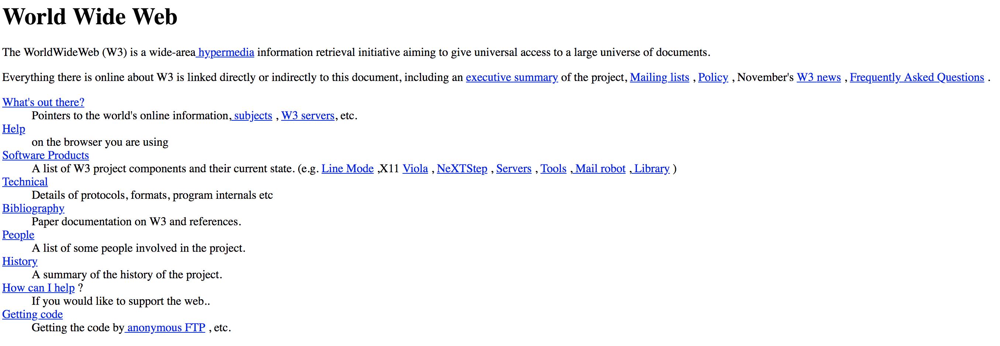 World Wide Web
The WorldWideWeb (W3) is a wide-area hypermedia information retrieval initiative aiming to give universal access to a large universe of documents.
Everything there is online about W3 is linked directly or indirectly to this document, including an executive summary of the project, Mailing lists , Policy , November's W3 news , Frequently Asked Questions .
What's out there?
Pointers to the world's online information, subjects , W3 servers, etc.
Help
on the browser you are using
Software Products
A list of W3 project components and their current state. (e.g. Line Mode ,X11 Viola , NeXTStep , Servers , Tools , Mail robot , Library )
Technical
Details of protocols, formats, program internals etc
Bibliography
Paper documentation on W3 and references.
People
A list of some people involved in the project.
History
A summary of the history of the project.
How can I help ?
If you would like to support the web..
Getting code
Getting the code by anonymous FTP , etc.